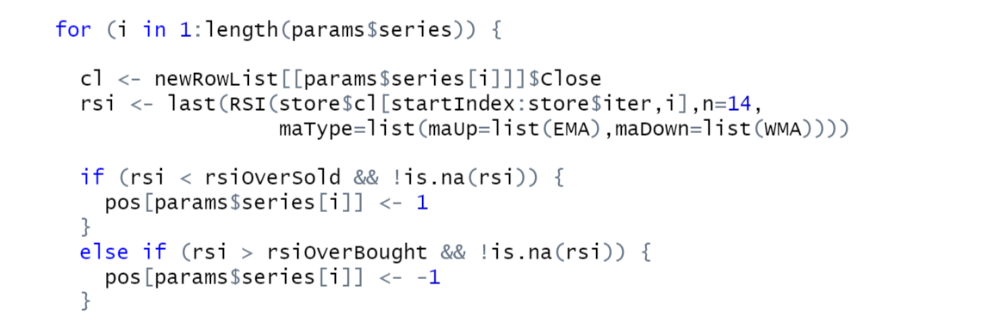 for (i in 1:length(params$series)) {
cl <- newRowList[[params$series[i]]]$Close
rsi <- last(RSI(store$cl[startIndex:store$iter,i],n=14,
maType=list(maUp=list(EMA),maDown=list(WMA))))
if (rsi < rsiOverSold && !is.na(rsi)) {
pos[params$series[i]] <- 1
}
else if (rsi > rsiOverBought && !is.na(rsi)) {
pos[params$series[i]] <- -1
}